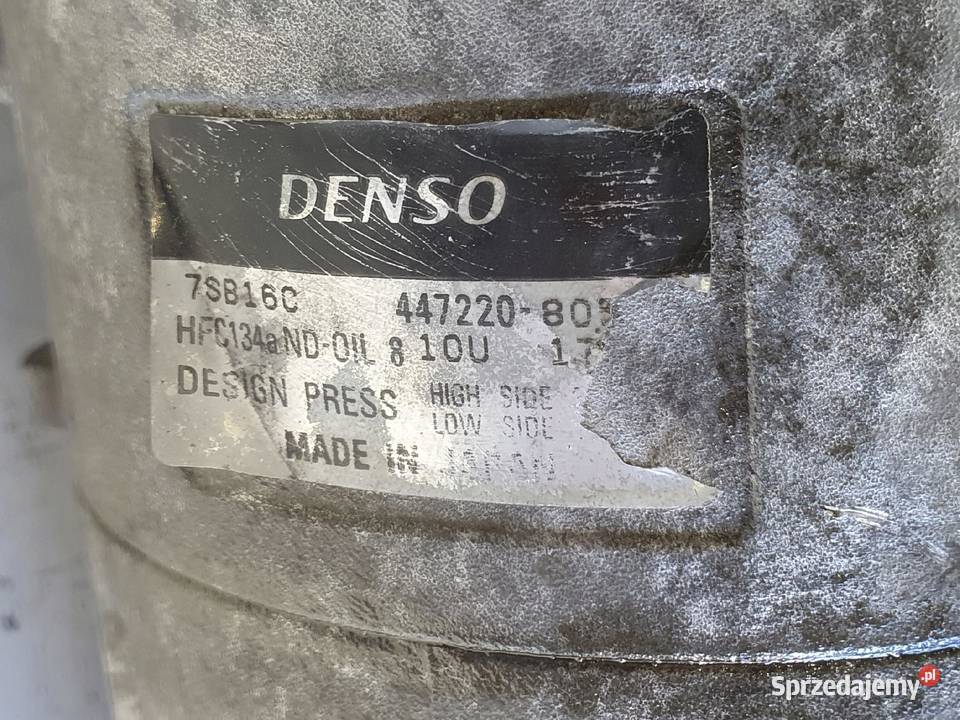 DENSO
7SB16C 447220-80
HFC134a ND-OIL 8 10U
DESIGN PRESS HIGH SIDE
LOW SIDE
MADE IN JAPAN
Sprzedajemy.pl